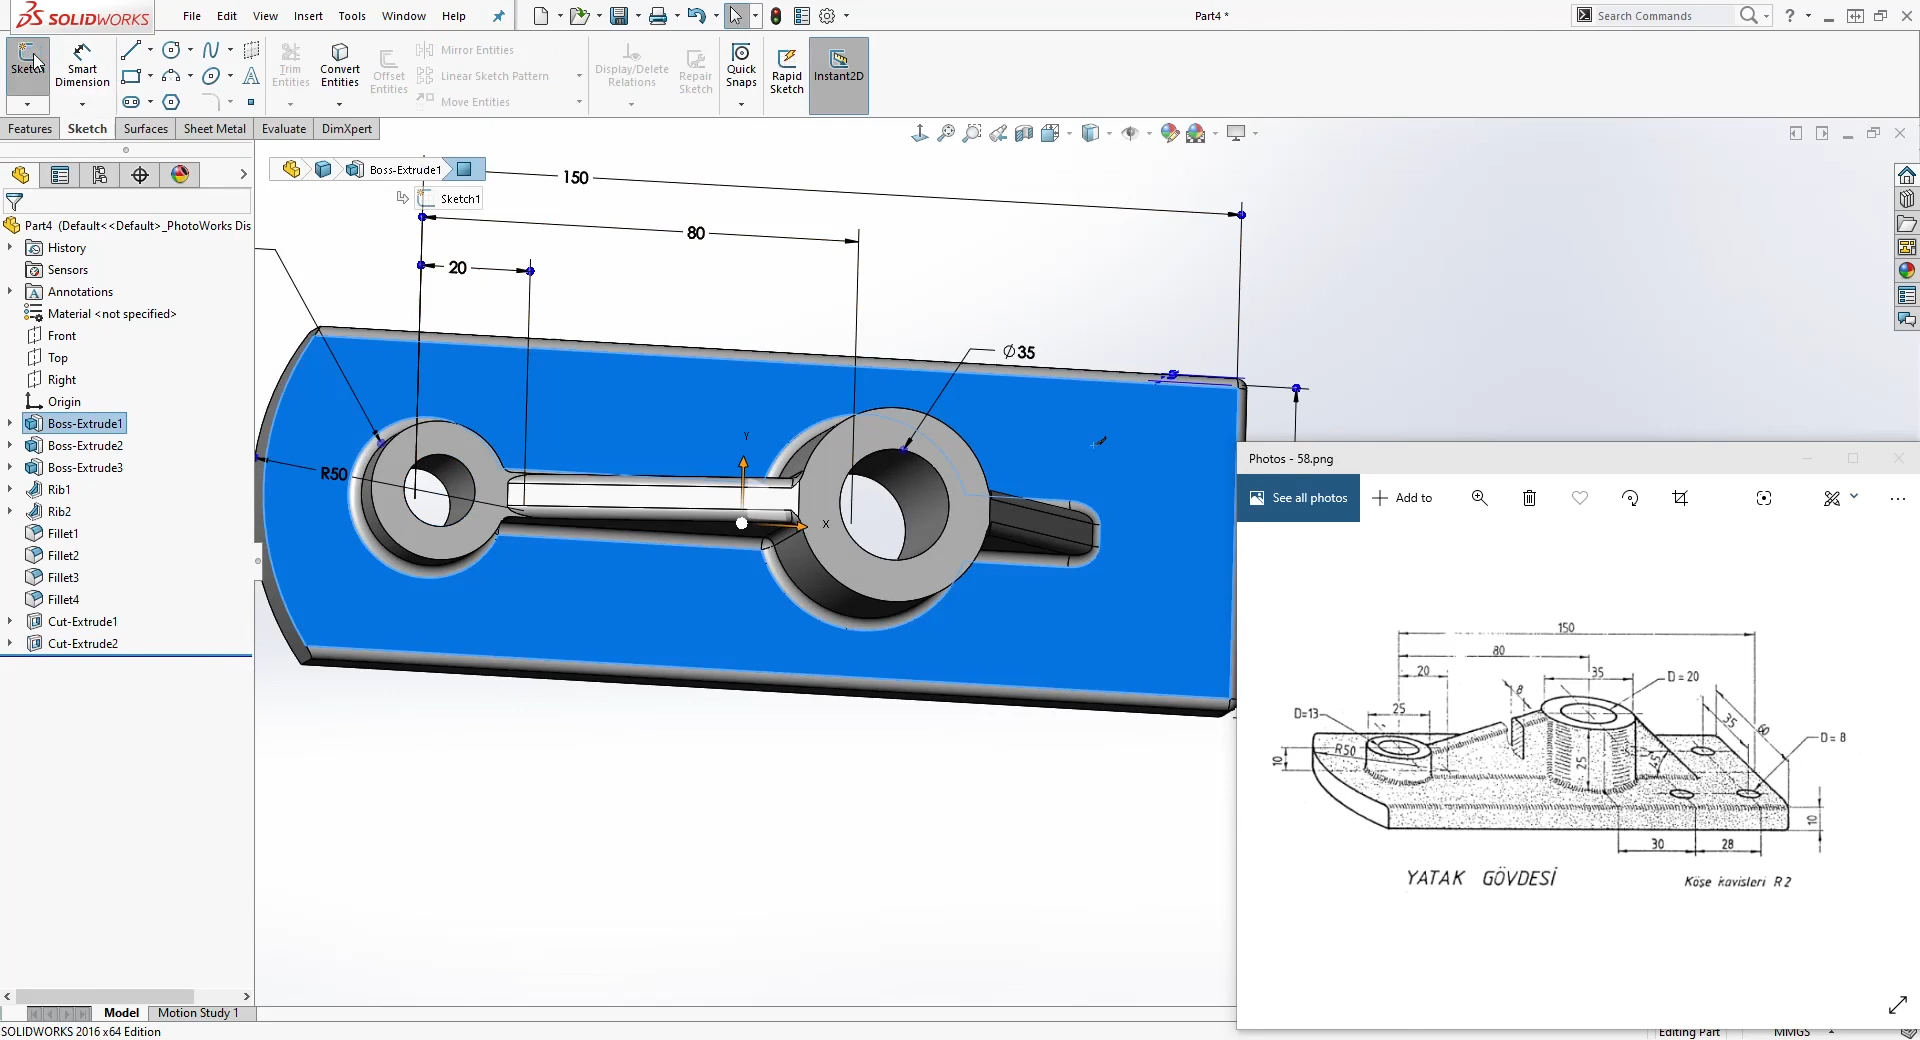 SOLIDWORKS
File Edit View Insert Tools Window Help
Part4 *
Search Commands
Sketch
Smart Dimension
Trim Entities
Convert Entities
Offset Entities
Mirror Entities
Linear Sketch Pattern
Move Entities
Display/Delete Relations
Repair Sketch
Quick Snaps
Rapid Sketch
Instant2D
Features Sketch Surfaces Sheet Metal Evaluate DimXpert
Boss-Extrude1
Sketch1
Part4 (Default<<Default>_PhotoWorks Dis
History
Sensors
Annotations
Material <not specified>
Front
Top
Right
Origin
Boss-Extrude1
Boss-Extrude2
Boss-Extrude3
Rib1
Rib2
Fillet1
Fillet2
Fillet3
Fillet4
Cut-Extrude1
Cut-Extrude2
150
80
20
Ø35
R50
Y
X
Photos - 58.png
See all photos
Add to
150
80
20
35
D=20
8
25
D=13
35
60
D=8
R50
10
25
45
10
30
28
YATAK GÖVDESİ
Köşe kavisleri R2
Model Motion Study 1
SOLIDWORKS 2016 x64 Edition
Editing Part
MMGS